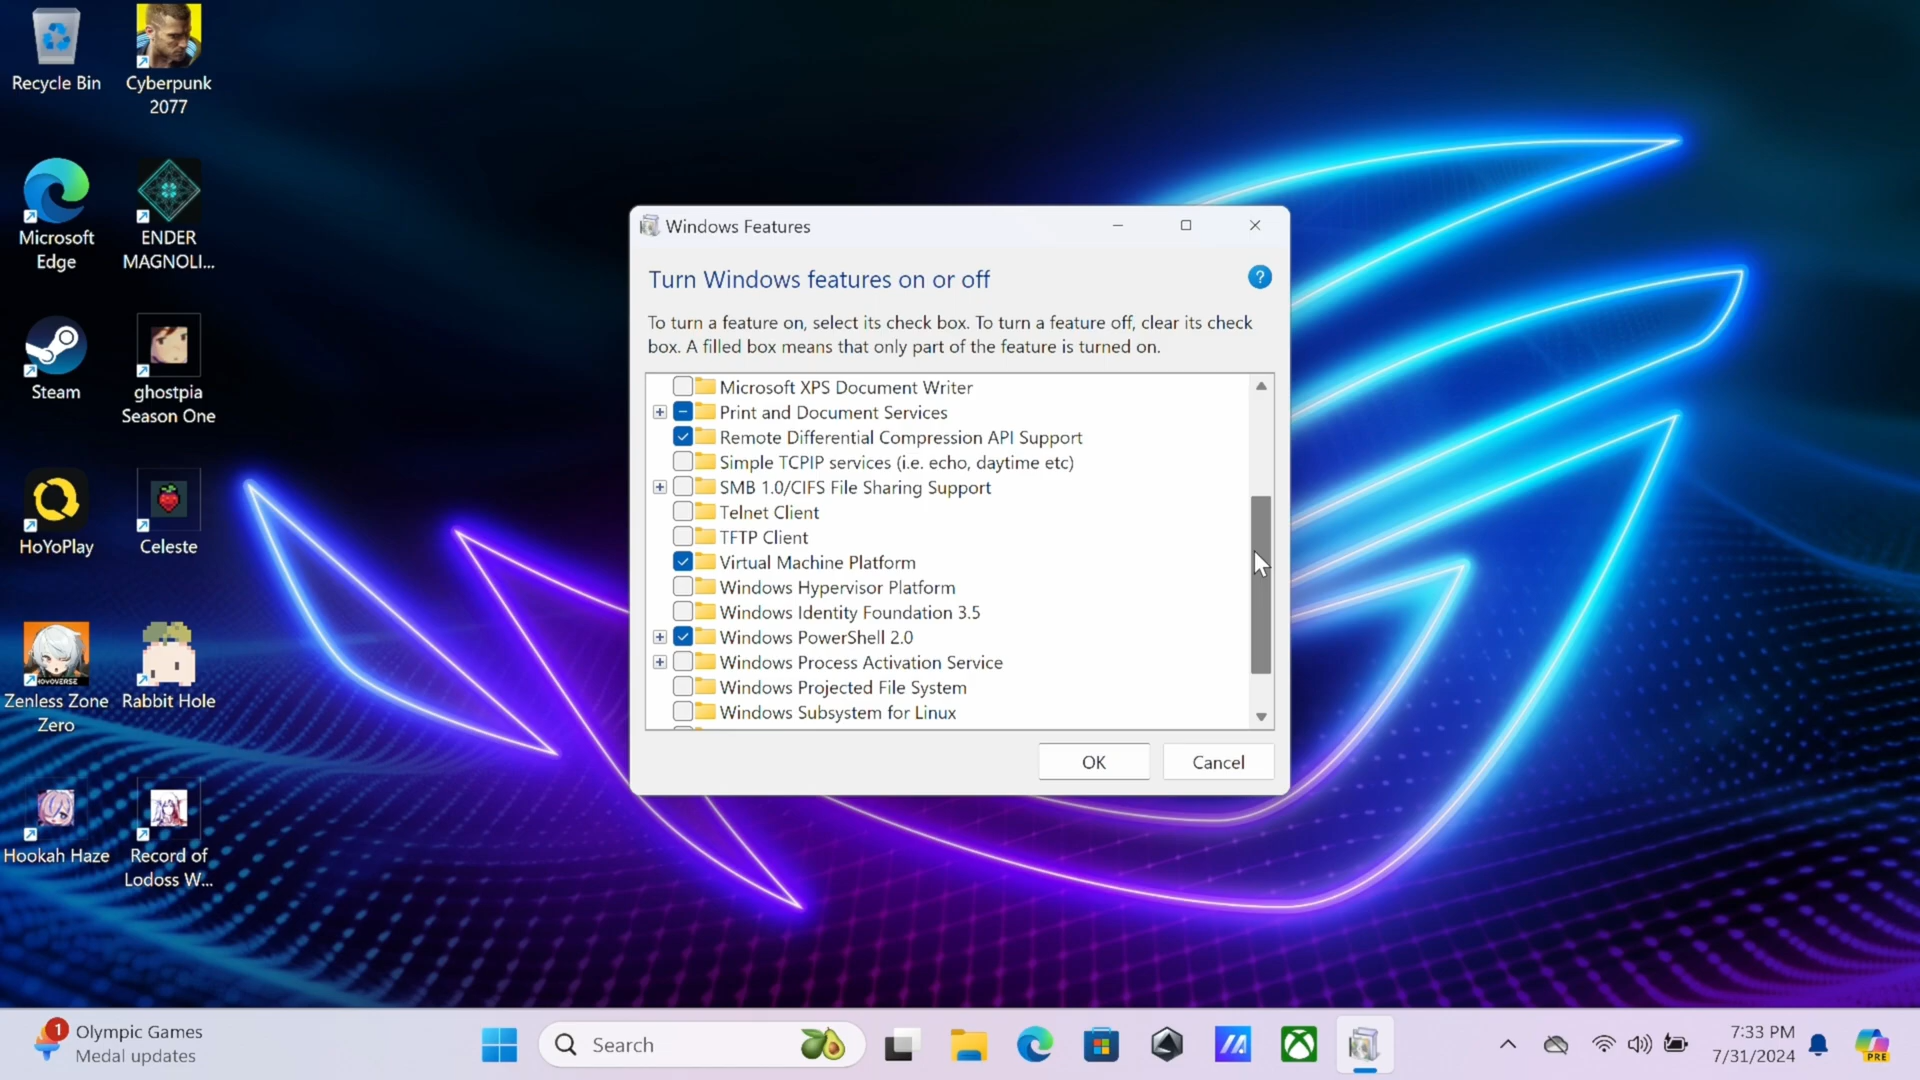 Recycle Bin
Cyberpunk
2077
Microsoft
Edge
ENDER
MAGNOLI...
Steam
ghostpia
Season One
HoYoPlay
Celeste
HOYOVERSE
Zenless Zone
Zero
Rabbit Hole
Hookah Haze
Record of
Lodoss W...
Windows Features
Turn Windows features on or off
?
To turn a feature on, select its check box. To turn a feature off, clear its check
box. A filled box means that only part of the feature is turned on.
Microsoft XPS Document Writer
Print and Document Services
Remote Differential Compression API Support
Simple TCPIP services (i.e. echo, daytime etc)
SMB 1.0/CIFS File Sharing Support
Telnet Client
TFTP Client
Virtual Machine Platform
Windows Hypervisor Platform
Windows Identity Foundation 3.5
Windows PowerShell 2.0
Windows Process Activation Service
Windows Projected File System
Windows Subsystem for Linux
OK
Cancel
1
Olympic Games
Medal updates
Search
7:33 PM
7/31/2024
PRE